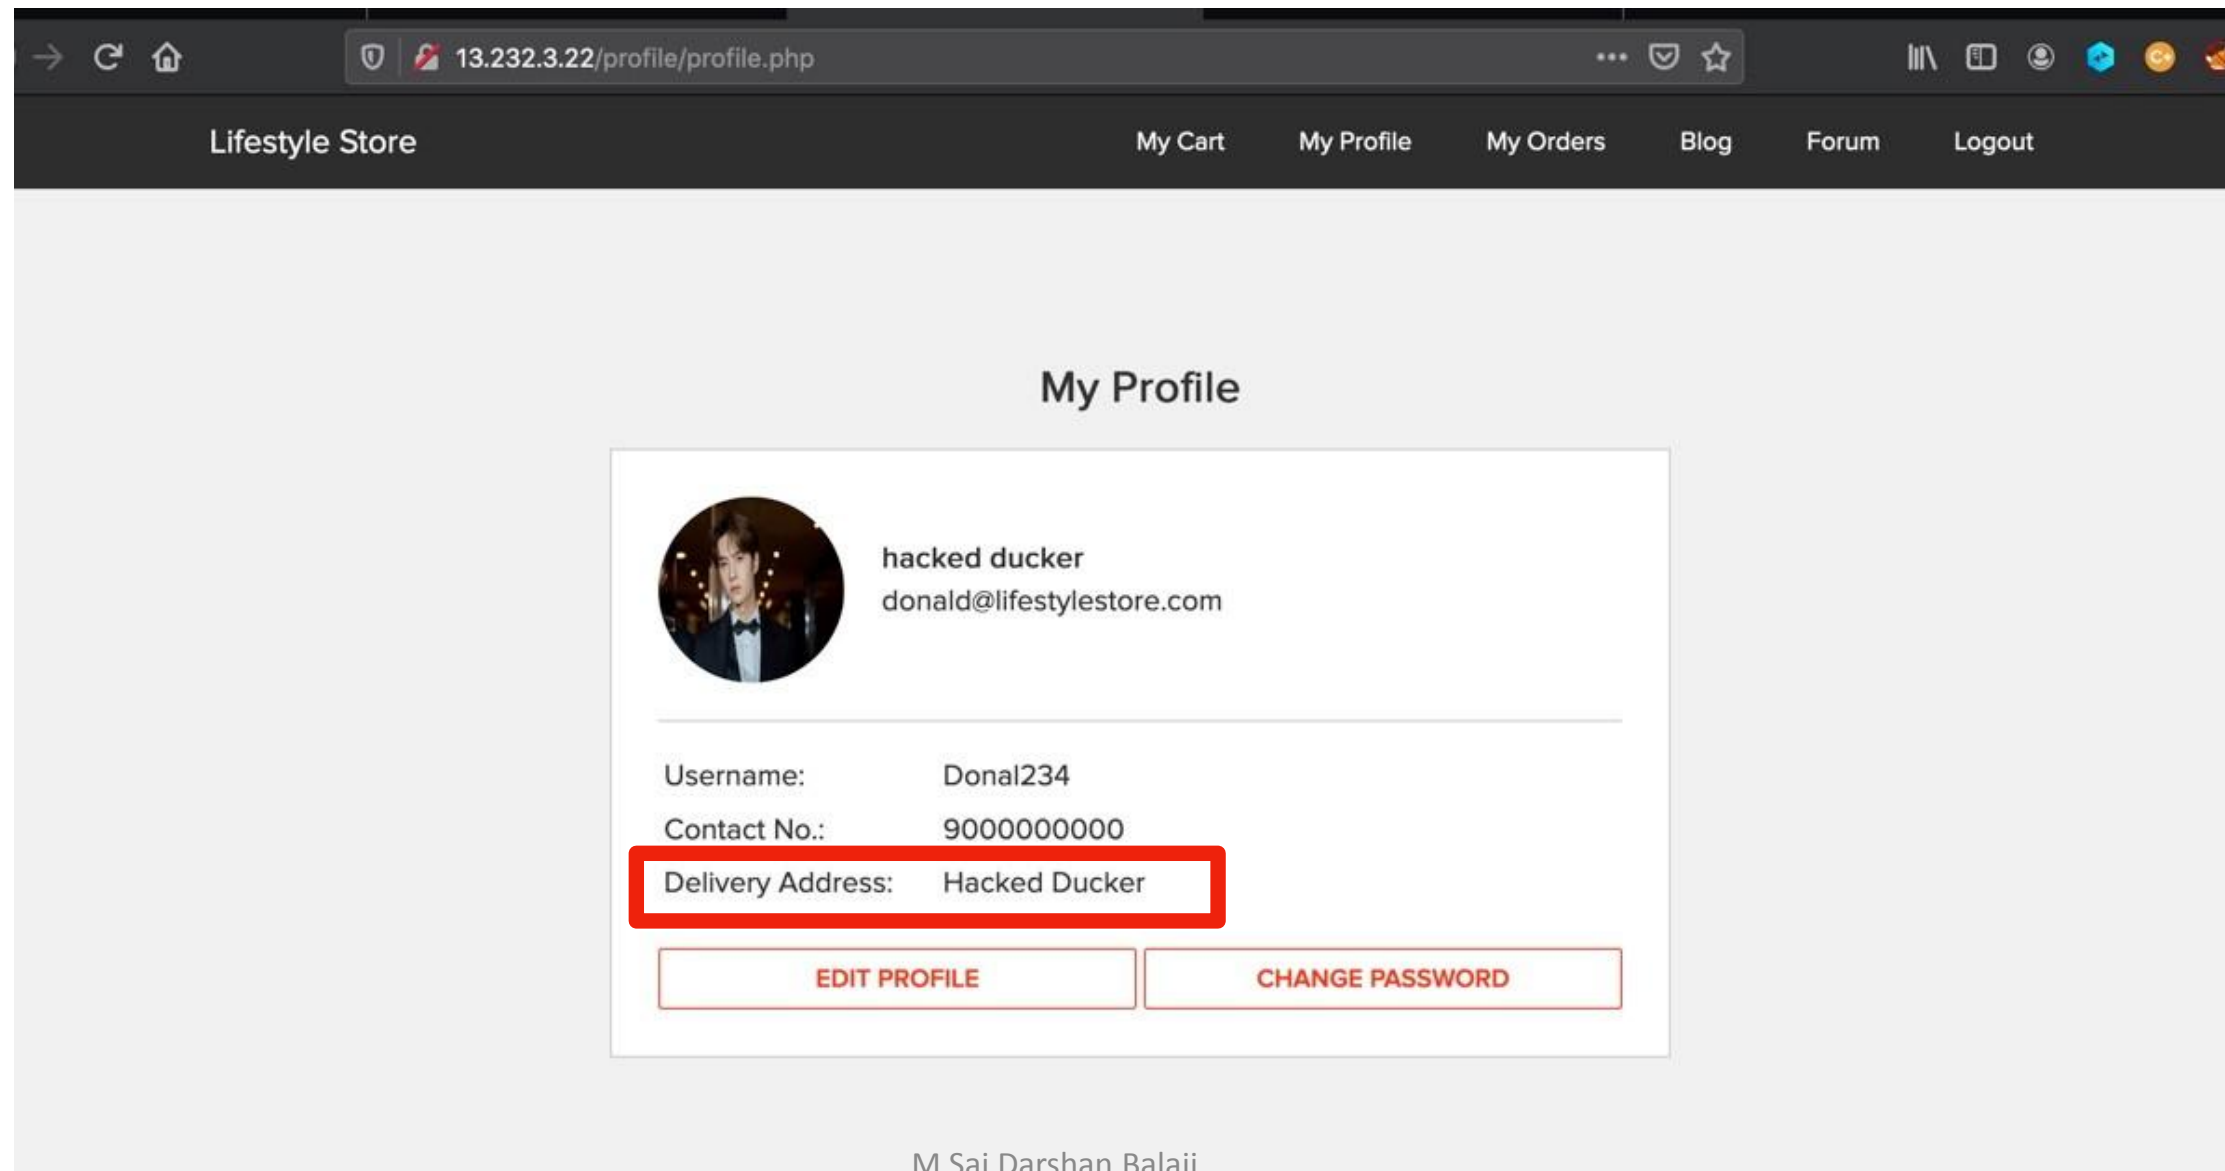 13.232.3.22/profile/profile.php
Lifestyle Store My Cart My Profile My Orders Blog Forum Logout
My Profile
hacked ducker
donald@lifestylestore.com
Username: Donal234
Contact No.: 9000000000
Delivery Address: Hacked Ducker
EDIT PROFILE CHANGE PASSWORD
M Sai Darshan Balaji